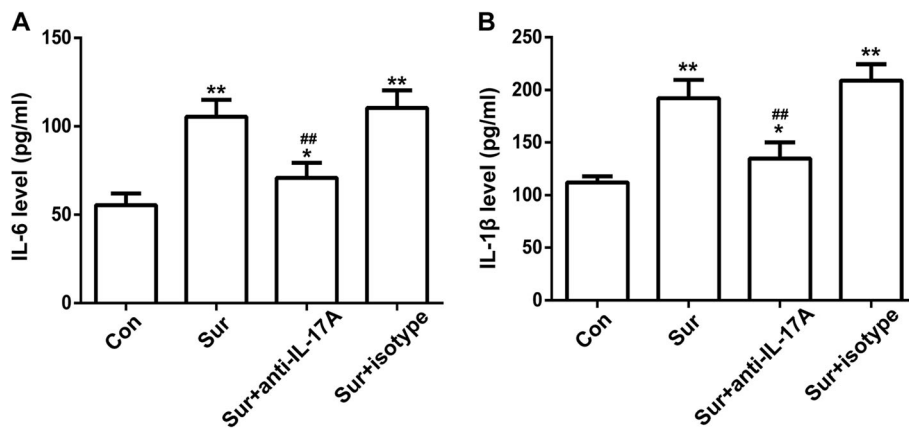 A
IL-6 level (pg/ml)
150
100
50
0
**
##
*
**
Con
Sur
Sur+anti-IL-17A
Sur+isotype
B
IL-1β level (pg/ml)
250
200
150
100
50
0
**
##
*
**
Con
Sur
Sur+anti-IL-17A
Sur+isotype